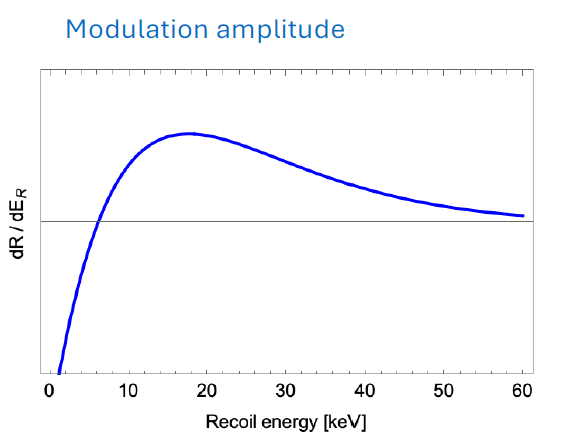 Modulation amplitude
dR / dE_R
0 10 20 30 40 50 60
Recoil energy [keV]